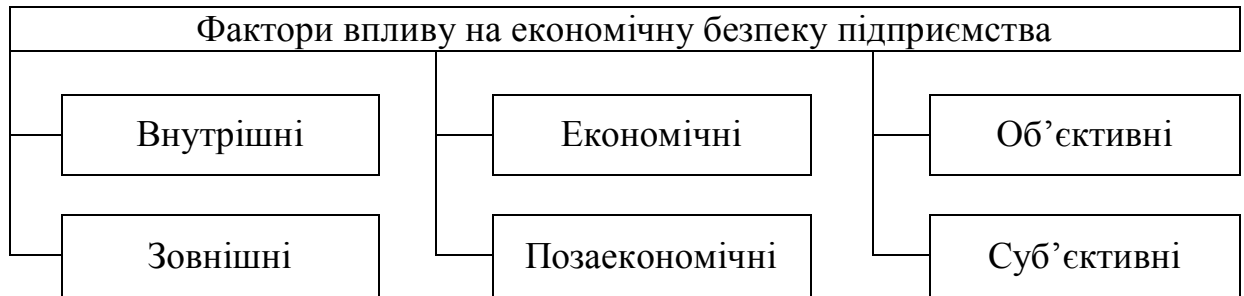 Фактори впливу на економічну безпеку підприємства
Внутрішні
Економічні
Об’єктивні
Зовнішні
Позаекономічні
Суб’єктивні